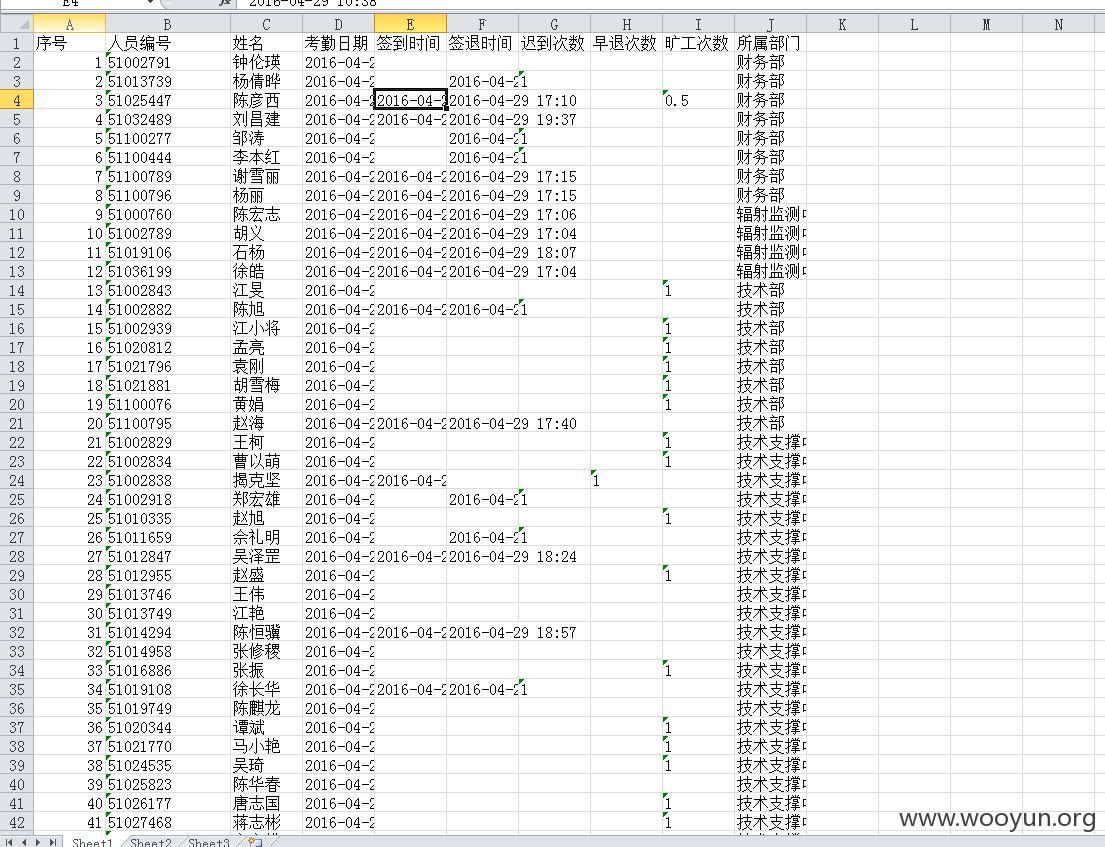 E4 2016-04-29 10:38
A B C D E F G H I J K L M N
1 序号 人员编号 姓名 考勤日期 签到时间 签退时间 迟到次数 早退次数 旷工次数 所属部门
2 1 51002791 钟伦瑛 2016-04-2 财务部
3 2 51013739 杨倩晔 2016-04-2 2016-04-2 1 财务部
4 3 51025447 陈彦西 2016-04-2 2016-04-2 2016-04-29 17:10 0.5 财务部
5 4 51032489 刘昌建 2016-04-2 2016-04-2 2016-04-29 19:37 财务部
6 5 51100277 邹涛 2016-04-2 2016-04-2 1 财务部
7 6 51100444 李本红 2016-04-2 2016-04-2 1 财务部
8 7 51100789 谢雪丽 2016-04-2 2016-04-2 2016-04-29 17:15 财务部
9 8 51100796 杨丽 2016-04-2 2016-04-2 2016-04-29 17:15 财务部
10 9 51000760 陈宏志 2016-04-2 2016-04-2 2016-04-29 17:06 辐射监测
11 10 51002789 胡义 2016-04-2 2016-04-2 2016-04-29 17:04 辐射监测
12 11 51019106 石杨 2016-04-2 2016-04-2 2016-04-29 18:07 辐射监测
13 12 51036199 徐皓 2016-04-2 2016-04-2 2016-04-29 17:04 辐射监测
14 13 51002843 江旻 2016-04-2 1 技术部
15 14 51002882 陈旭 2016-04-2 2016-04-2 2016-04-2 1 技术部
16 15 51002939 江小将 2016-04-2 1 技术部
17 16 51020812 孟亮 2016-04-2 1 技术部
18 17 51021796 袁刚 2016-04-2 1 技术部
19 18 51021881 胡雪梅 2016-04-2 1 技术部
20 19 51100076 黄娟 2016-04-2 1 技术部
21 20 51100795 赵海 2016-04-2 2016-04-2 2016-04-29 17:40 技术部
22 21 51002829 王柯 2016-04-2 1 技术支撑
23 22 51002834 曹以萌 2016-04-2 1 技术支撑
24 23 51002838 揭克坚 2016-04-2 2016-04-2 1 技术支撑
25 24 51002918 郑宏雄 2016-04-2 2016-04-2 1 技术支撑
26 25 51010335 赵旭 2016-04-2 1 技术支撑
27 26 51011659 佘礼明 2016-04-2 2016-04-2 1 技术支撑
28 27 51012847 吴泽罡 2016-04-2 2016-04-2 2016-04-29 18:24 技术支撑
29 28 51012955 赵盛 2016-04-2 1 技术支撑
30 29 51013746 王伟 2016-04-2 技术支撑
31 30 51013749 江艳 2016-04-2 技术支撑
32 31 51014294 陈恒骥 2016-04-2 2016-04-2 2016-04-29 18:57 技术支撑
33 32 51014958 张修稷 2016-04-2 技术支撑
34 33 51016886 张振 2016-04-2 1 技术支撑
35 34 51019108 徐长华 2016-04-2 2016-04-2 2016-04-2 1 技术支撑
36 35 51019749 陈麒龙 2016-04-2 技术支撑
37 36 51020344 谭斌 2016-04-2 1 技术支撑
38 37 51021770 马小艳 2016-04-2 1 技术支撑
39 38 51024535 吴琦 2016-04-2 1 技术支撑
40 39 51025823 陈华春 2016-04-2 技术支撑
41 40 51026177 唐志国 2016-04-2 1 技术支撑
42 41 51027468 蒋志彬 2016-04-2 1 技术支撑
www.wooyun.org
Sheet1 Sheet2 Sheet3